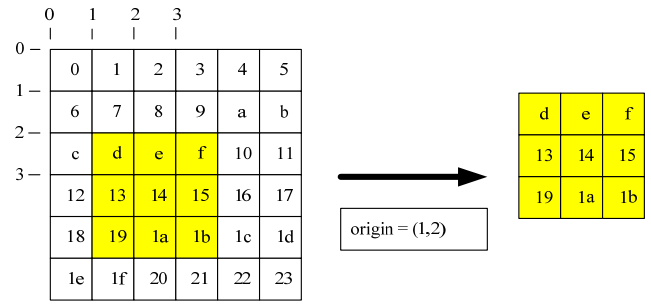 0 1 2 3
0
0 1 2 3 4 5
1
6 7 8 9 a b
2
c d e f 10 11
3
12 13 14 15 16 17
18 19 1a 1b 1c 1d
1e 1f 20 21 22 23
origin = (1,2)
d e f
13 14 15
19 1a 1b